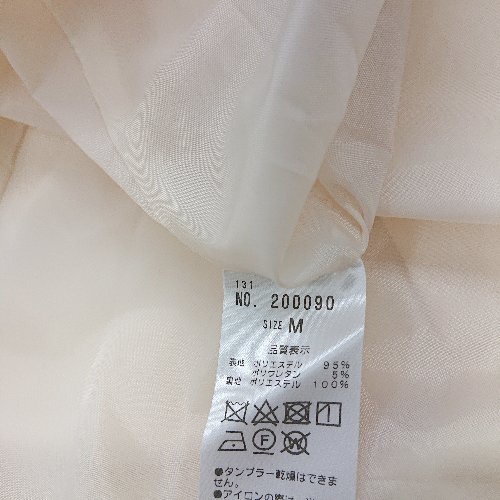 131
NO. 200090
SIZE M
品質表示
表地 ポリエステル 95%
ポリウレタン 5%
裏地 ポリエステル 100%
F W
●タンブラー乾燥はできま
せん。
●アイロンの際は